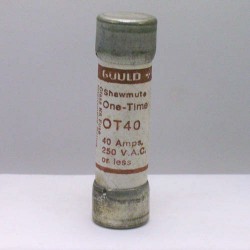 GOULD
Shawmut
One-Time
OT40
40 Amps,
250 V.A.C.
or less